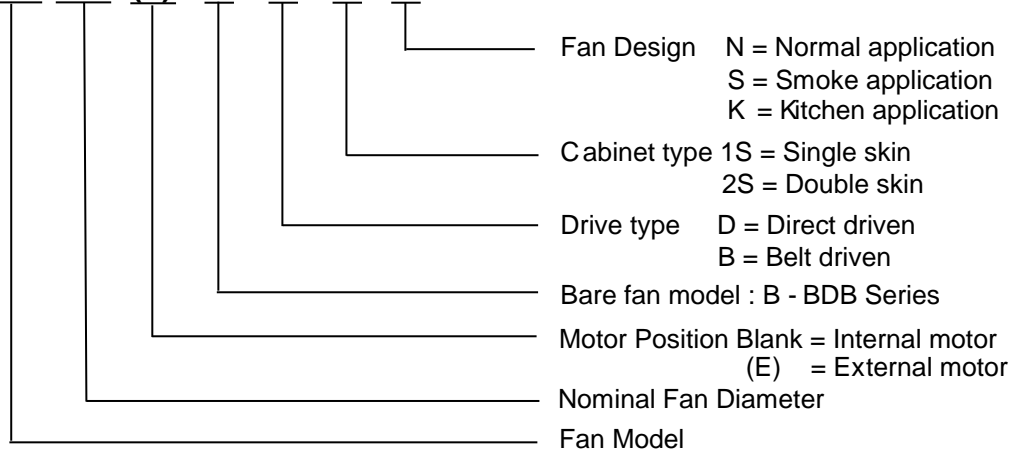 Fan Design N = Normal application
S = Smoke application
K = Kitchen application
Cabinet type 1S = Single skin
2S = Double skin
Drive type D = Direct driven
B = Belt driven
Bare fan model : B - BDB Series
Motor Position Blank = Internal motor
(E) = External motor
Nominal Fan Diameter
Fan Model